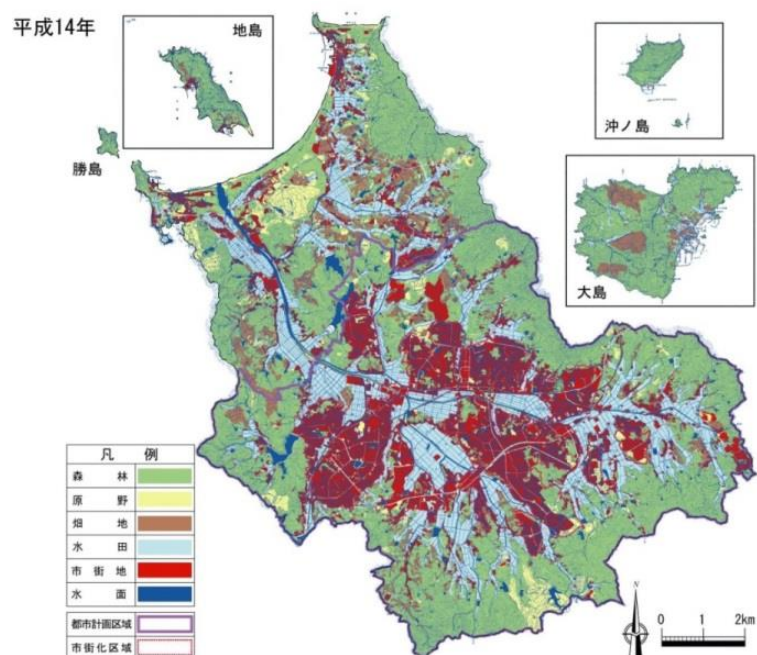 平成14年
地島
沖ノ島
勝島
大島
凡例
森林
原野
畑地
水田
市街地
水面
都市計画区域
市街化区域
0 1 2km